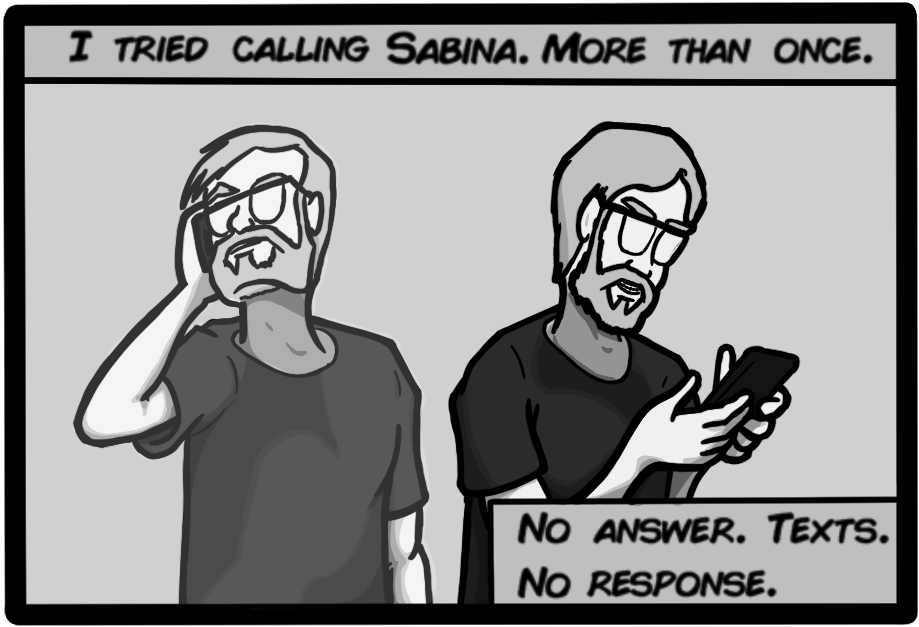 I TRIED CALLING SABINA. MORE THAN ONCE.
NO ANSWER. TEXTS.
NO RESPONSE.